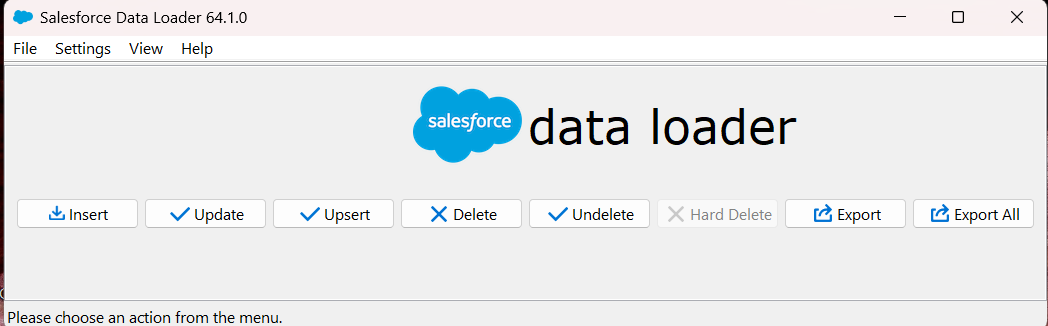 Salesforce Data Loader 64.1.0
File Settings View Help
salesforce data loader
Insert Update Upsert Delete Undelete Hard Delete Export Export All
Please choose an action from the menu.